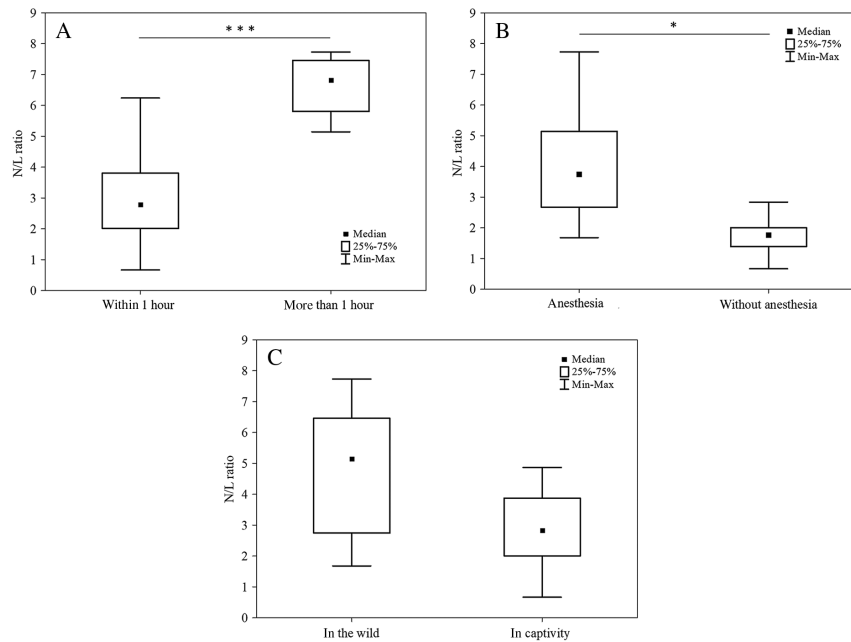 A
***
9
8
7
6
5
4
3
2
1
0
N/L ratio
Median
25%-75%
Min-Max
Within 1 hour
More than 1 hour
B
*
Median
25%-75%
Min-Max
9
8
7
6
5
4
3
2
1
0
N/L ratio
Anesthesia
Without anesthesia
C
Median
25%-75%
Min-Max
9
8
7
6
5
4
3
2
1
0
N/L ratio
In the wild
In captivity